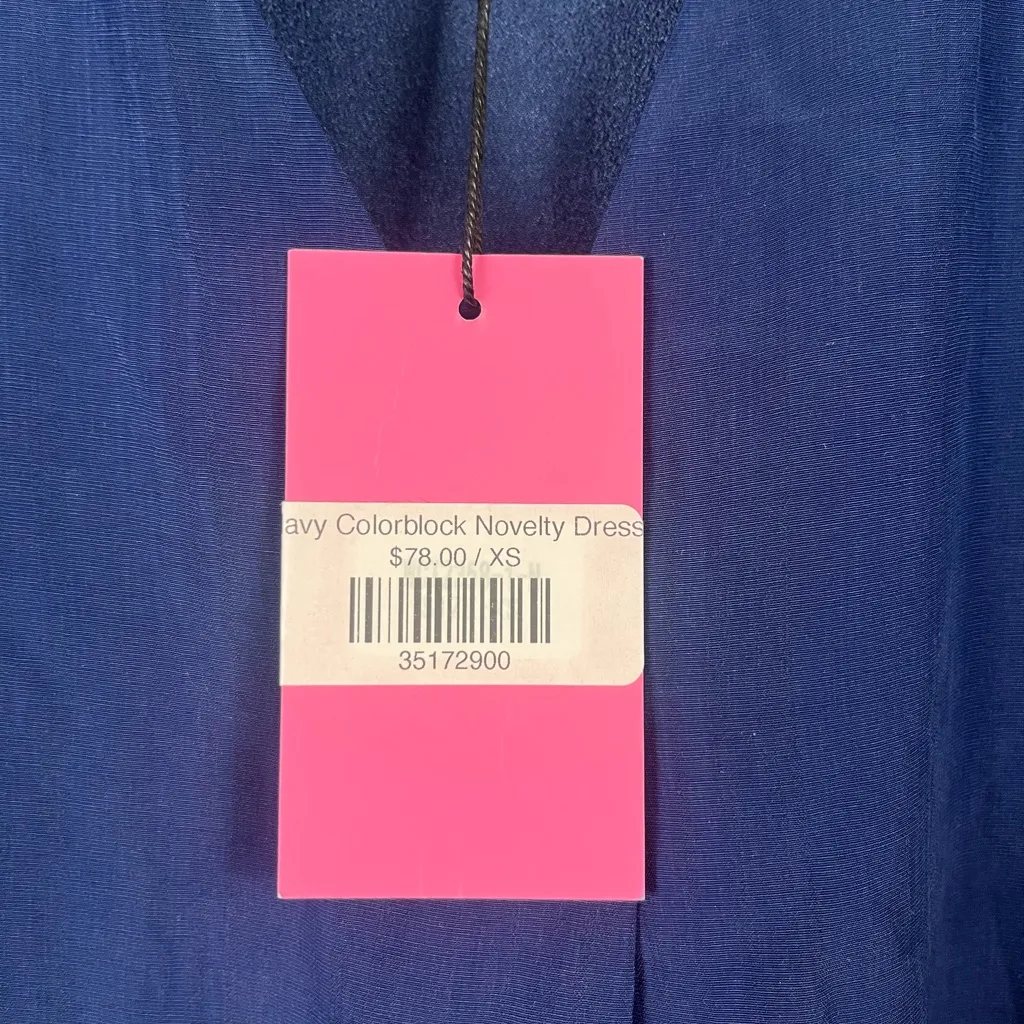 avy Colorblock Novelty Dress
$78.00 / XS
35172900